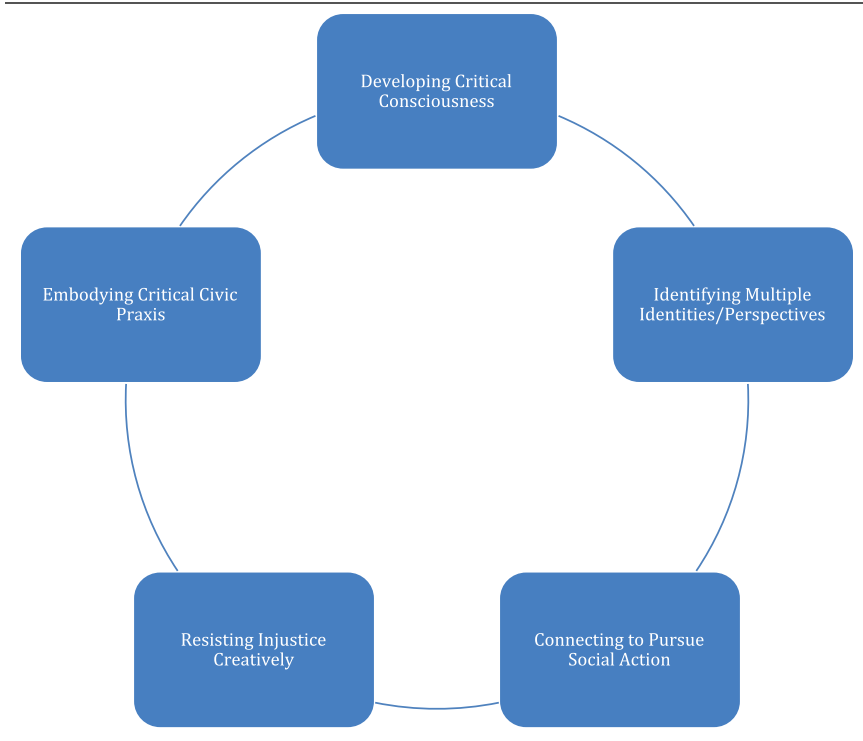 Developing Critical
Consciousness
Identifying Multiple
Identities/Perspectives
Connecting to Pursue
Social Action
Resisting Injustice
Creatively
Embodying Critical Civic
Praxis